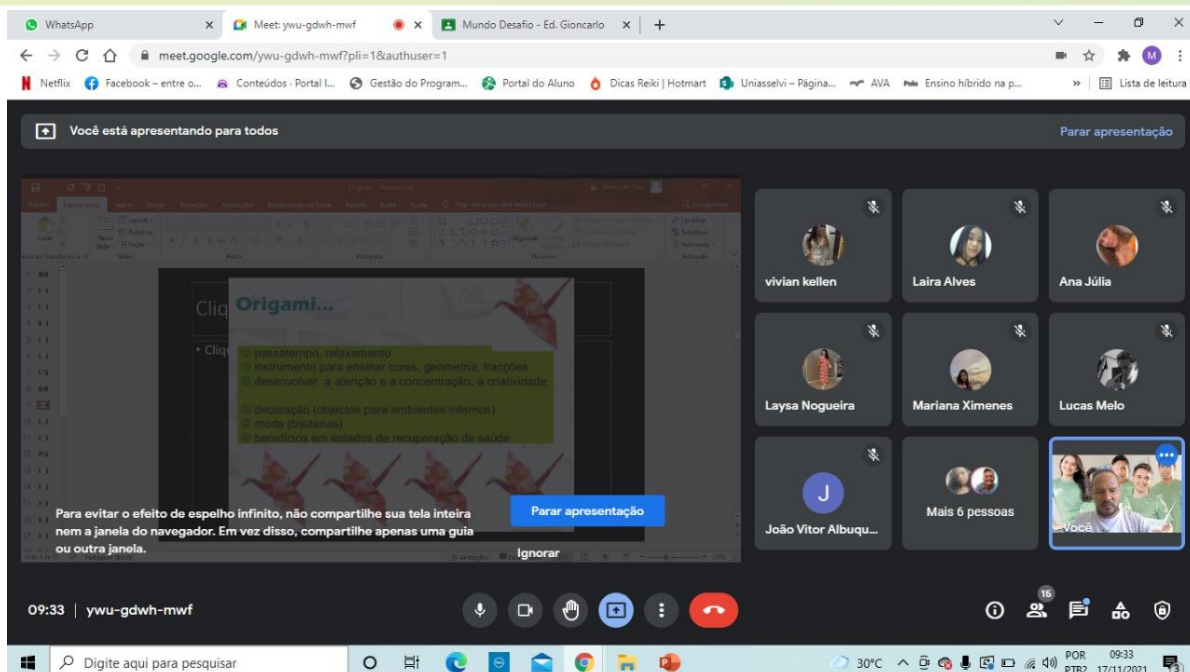 WhatsApp
Meet: ywu-gdwh-mwf
Mundo Desafio - Ed. Gioncarlo
meet.google.com/ywu-gdwh-mwf?pli=1&authuser=1
M
Netflix
Facebook – entre o...
Conteúdos · Portal I...
Gestão do Program...
Portal do Aluno
Dicas Reiki | Hotmart
Uniasselvi – Página...
AVA
Ensino híbrido na p...
»
Lista de leitura
Você está apresentando para todos
Parar apresentação
Cliq
Origami...
• Cliq
passatempo, relaxamento
instrumento para ensinar cores, geometria, fracções
desenvolver a atenção e a concentração, a criatividade
decoração (objectos para ambientes internos)
moda (bijutarias)
benefícios em estados de recuperação de saúde
Para evitar o efeito de espelho infinito, não compartilhe sua tela inteira
nem a janela do navegador. Em vez disso, compartilhe apenas uma guia
ou outra janela.
Parar apresentação
Ignorar
vivian kellen
Laira Alves
Ana Júlia
Laysa Nogueira
Mariana Ximenes
Lucas Melo
J
João Vitor Albuqu...
Mais 6 pessoas
Você
09:33 | ywu-gdwh-mwf
16
Digite aqui para pesquisar
30°C
POR
PTB2
09:33
17/11/2021